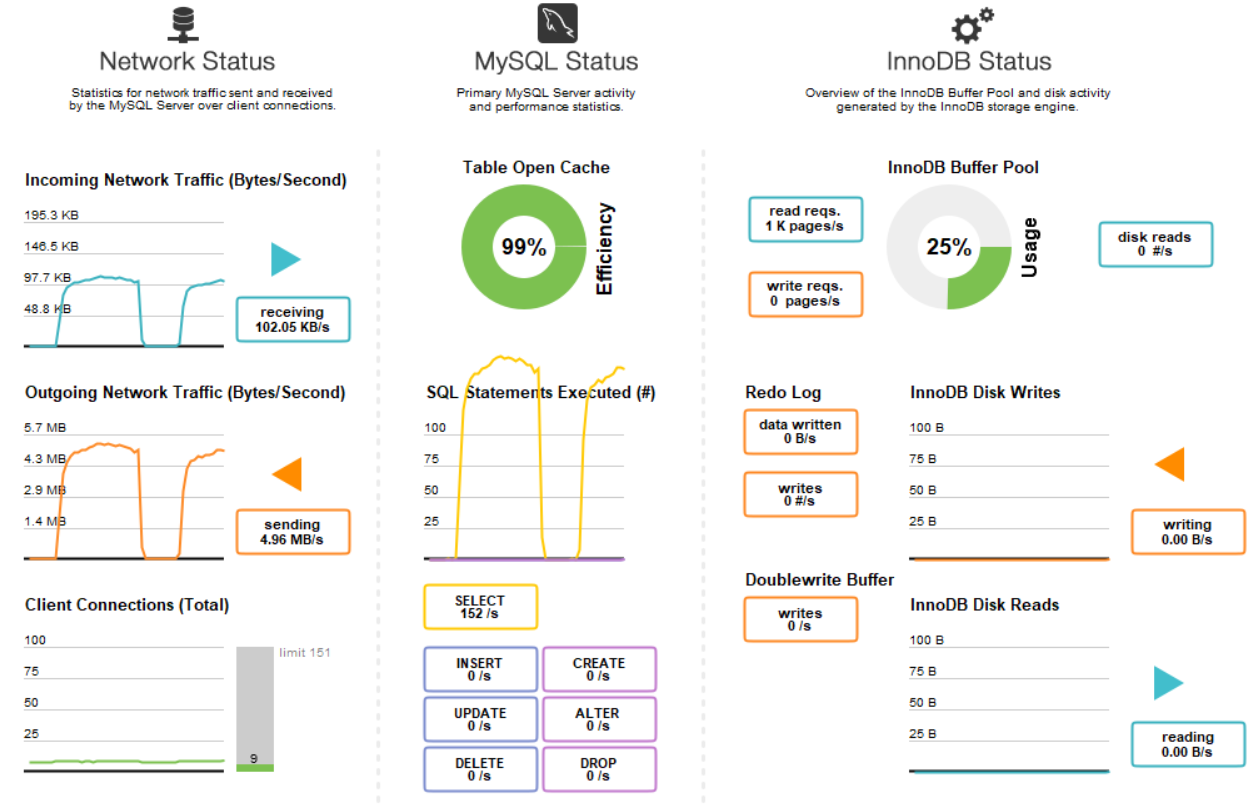 Network Status
Statistics for network traffic sent and received
by the MySQL Server over client connections.
Incoming Network Traffic (Bytes/Second)
195.3 KB
146.5 KB
97.7 KB
48.8 KB
receiving
102.05 KB/s
Outgoing Network Traffic (Bytes/Second)
5.7 MB
4.3 MB
2.9 MB
1.4 MB
sending
4.96 MB/s
Client Connections (Total)
100
75
50
25
limit 151
9
MySQL Status
Primary MySQL Server activity
and performance statistics.
Table Open Cache
99%
Efficiency
SQL Statements Executed (#)
100
75
50
25
SELECT
152 /s
INSERT
0 /s
CREATE
0 /s
UPDATE
0 /s
ALTER
0 /s
DELETE
0 /s
DROP
0 /s
InnoDB Status
Overview of the InnoDB Buffer Pool and disk activity
generated by the InnoDB storage engine.
InnoDB Buffer Pool
read reqs.
1 K pages/s
write reqs.
0 pages/s
25%
Usage
disk reads
0 #/s
Redo Log
data written
0 B/s
writes
0 #/s
Doublewrite Buffer
writes
0 /s
InnoDB Disk Writes
100 B
75 B
50 B
25 B
writing
0.00 B/s
InnoDB Disk Reads
100 B
75 B
50 B
25 B
reading
0.00 B/s